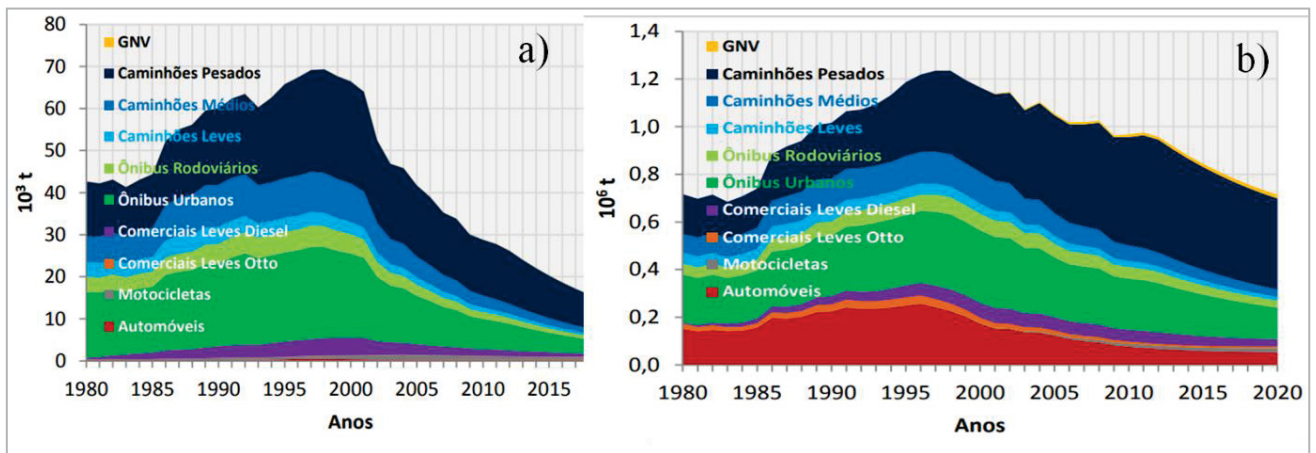 80
70
60
50
40
30
20
10
0
10³ t
a)
GNV
Caminhões Pesados
Caminhões Médios
Caminhões Leves
Ônibus Rodoviários
Ônibus Urbanos
Comerciais Leves Diesel
Comerciais Leves Otto
Motocicletas
Automóveis
1980 1985 1990 1995 2000 2005 2010 2015
Anos
1,4
1,2
1,0
0,8
0,6
0,4
0,2
0,0
10⁶ t
b)
GNV
Caminhões Pesados
Caminhões Médios
Caminhões Leves
Ônibus Rodoviários
Ônibus Urbanos
Comerciais Leves Diesel
Comerciais Leves Otto
Motocicletas
Automóveis
1980 1985 1990 1995 2000 2005 2010 2015 2020
Anos